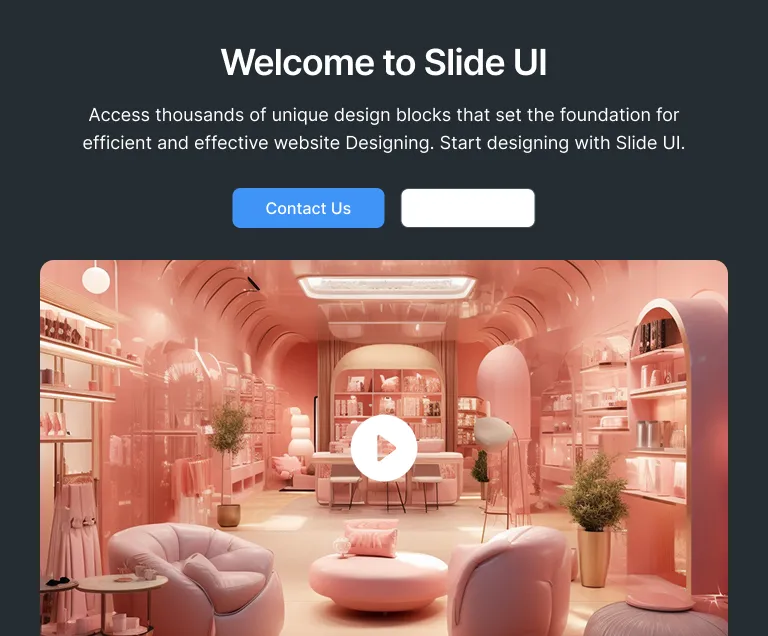 Welcome to Slide UI
Access thousands of unique design blocks that set the foundation for
efficient and effective website Designing. Start designing with Slide UI.
Contact Us